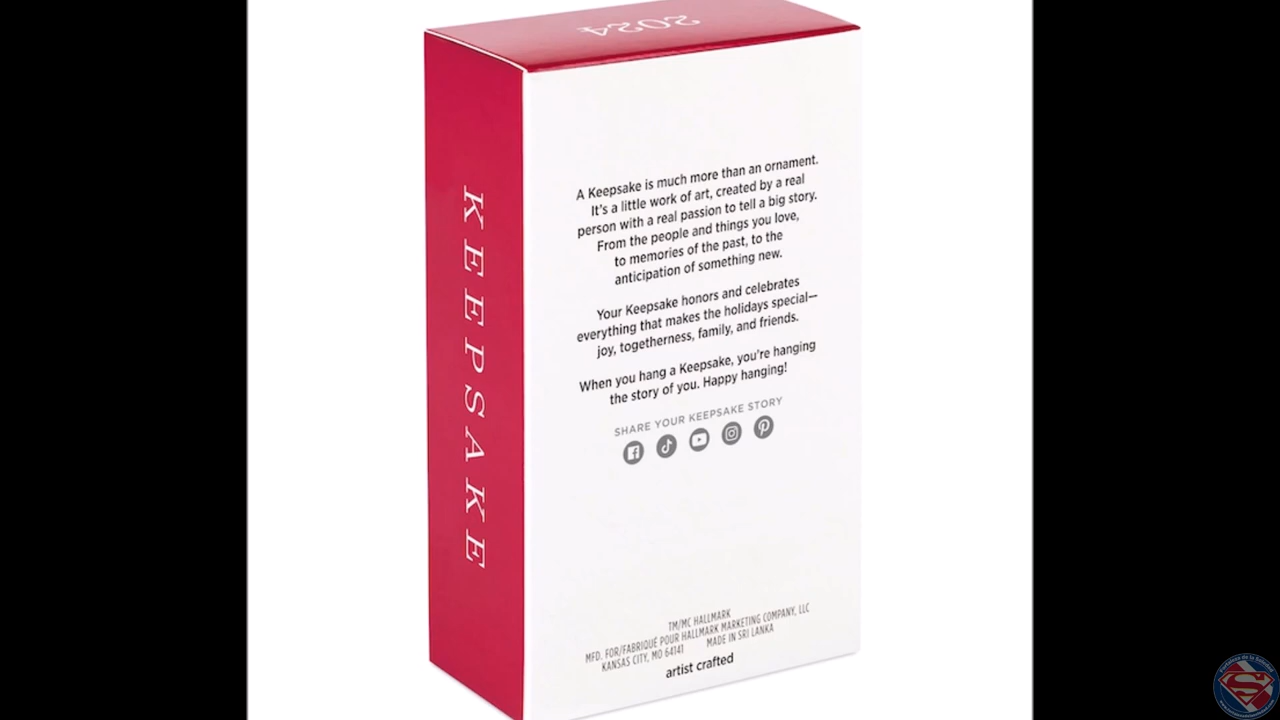 2024
KEEPSAKE
A Keepsake is much more than an ornament.
It's a little work of art, created by a real
person with a real passion to tell a big story.
From the people and things you love,
to memories of the past, to the
anticipation of something new.
Your Keepsake honors and celebrates
everything that makes the holidays special—
joy, togetherness, family, and friends.
When you hang a Keepsake, you're hanging
the story of you. Happy hanging!
SHARE YOUR KEEPSAKE STORY
TM/MC HALLMARK
MFD. FOR/FABRIQUÉ POUR HALLMARK MARKETING COMPANY, LLC
KANSAS CITY, MO 64141 MADE IN SRI LANKA
artist crafted